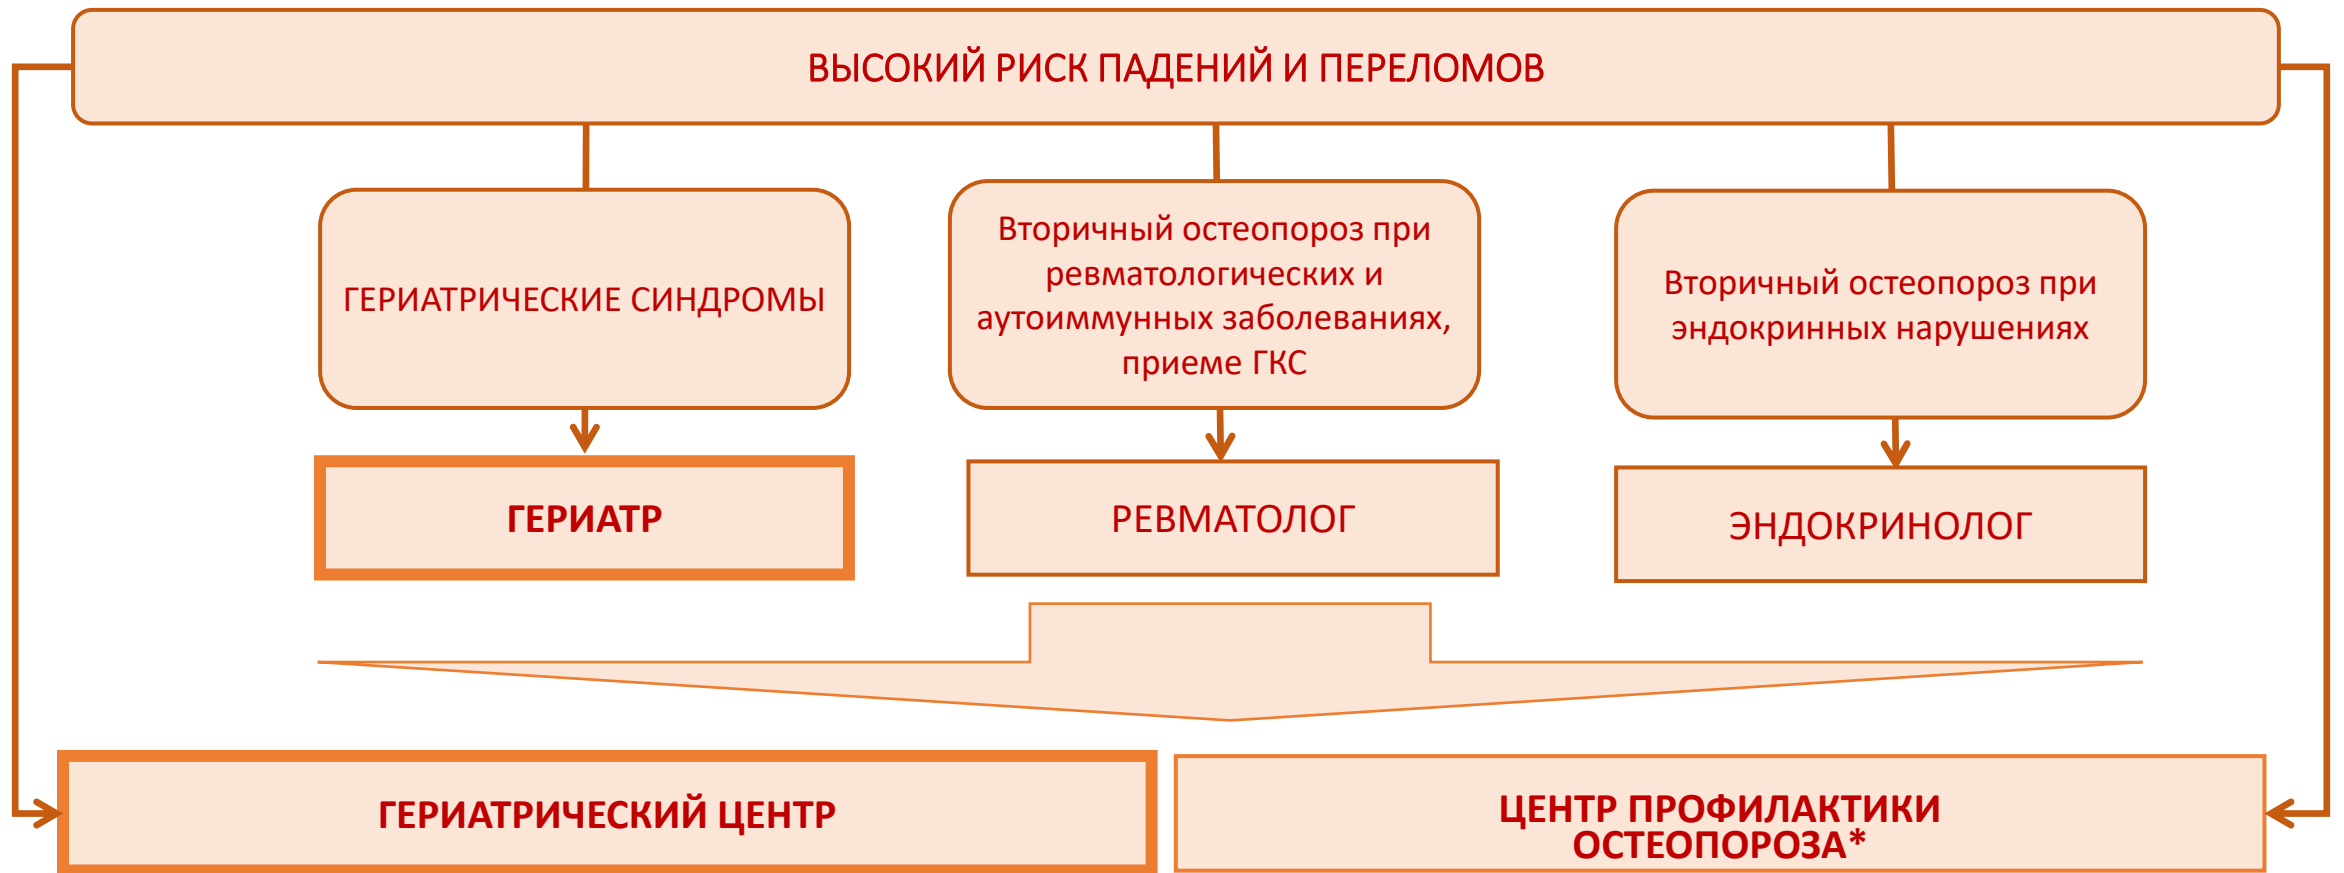 ВЫСОКИЙ РИСК ПАДЕНИЙ И ПЕРЕЛОМОВ
ГЕРИАТРИЧЕСКИЕ СИНДРОМЫ
Вторичный остеопороз при
ревматологических и
аутоиммунных заболеваниях,
приеме ГКС
Вторичный остеопороз при
эндокринных нарушениях
ГЕРИАТР
РЕВМАТОЛОГ
ЭНДОКРИНОЛОГ
ГЕРИАТРИЧЕСКИЙ ЦЕНТР
ЦЕНТР ПРОФИЛАКТИКИ
ОСТЕОПОРОЗА*